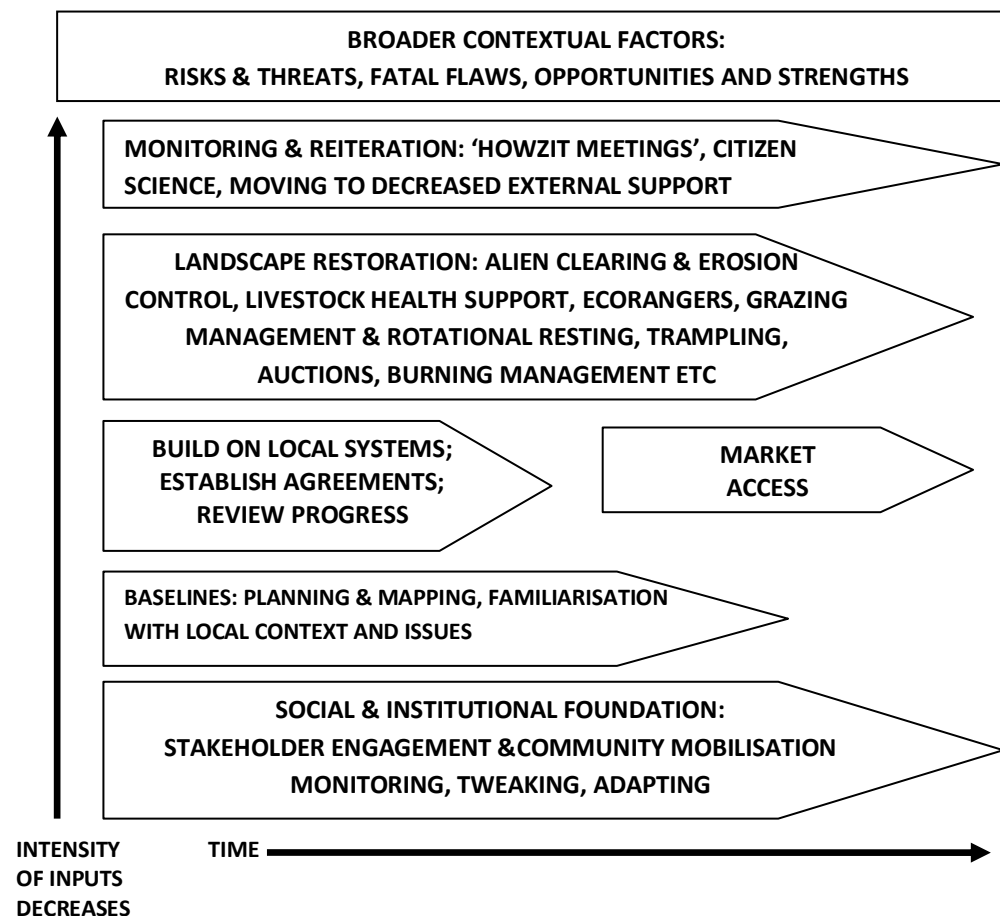 BROADER CONTEXTUAL FACTORS:
RISKS & THREATS, FATAL FLAWS, OPPORTUNITIES AND STRENGTHS
MONITORING & REITERATION: ‘HOWZIT MEETINGS’, CITIZEN
SCIENCE, MOVING TO DECREASED EXTERNAL SUPPORT
LANDSCAPE RESTORATION: ALIEN CLEARING & EROSION
CONTROL, LIVESTOCK HEALTH SUPPORT, ECORANGERS, GRAZING
MANAGEMENT & ROTATIONAL RESTING, TRAMPLING,
AUCTIONS, BURNING MANAGEMENT ETC
BUILD ON LOCAL SYSTEMS;
ESTABLISH AGREEMENTS;
REVIEW PROGRESS
MARKET
ACCESS
BASELINES: PLANNING & MAPPING, FAMILIARISATION
WITH LOCAL CONTEXT AND ISSUES
SOCIAL & INSTITUTIONAL FOUNDATION:
STAKEHOLDER ENGAGEMENT &COMMUNITY MOBILISATION
MONITORING, TWEAKING, ADAPTING
INTENSITY
OF INPUTS
DECREASES
TIME